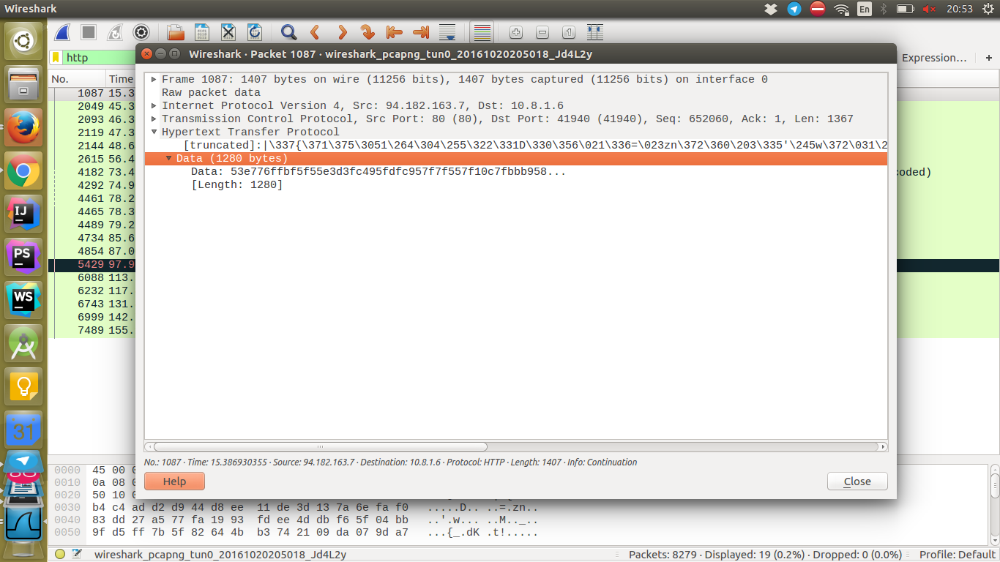 Wireshark
En
20:53
http
Expression…
+
No.
Time
Wireshark · Packet 1087 · wireshark_pcapng_tun0_20161020205018_Jd4L2y
Frame 1087: 1407 bytes on wire (11256 bits), 1407 bytes captured (11256 bits) on interface 0
Raw packet data
Internet Protocol Version 4, Src: 94.182.163.7, Dst: 10.8.1.6
Transmission Control Protocol, Src Port: 80 (80), Dst Port: 41940 (41940), Seq: 652060, Ack: 1, Len: 1367
Hypertext Transfer Protocol
[truncated]:|\337{\371\375\3051\264\304\255\322\331D\330\356\021\336=\023zn\372\360\203\335'\245w\372\031\2
Data (1280 bytes)
Data: 53e776ffbf5f55e3d3fc495fdfc957f7f557f10c7fbbb958...
[Length: 1280]
1087 15.3
2049 45.3
2093 46.3
2119 47.3
2144 48.6
2615 56.4
4182 73.4
oded)
4292 74.9
4461 78.2
4465 78.3
4489 79.2
4734 85.6
4854 87.0
5429 97.9
6088 113.
6232 117.
6743 131.
6999 142.
7489 155.
IJ
PS
WS
31
No.: 1087 · Time: 15.386930355 · Source: 94.182.163.7 · Destination: 10.8.1.6 · Protocol: HTTP · Length: 1407 · Info: Continuation
Help
Close
0000 45 00 0
0010 0a 08 0
0020 50 10 0
0030 b4 c4 ad d2 d9 44 d8 ee 11 de 3d 13 7a 6e fa f0 .....D.. ..=.zn..
0040 83 dd 27 a5 77 fa 19 93 fd ee 4d db f6 5f 04 bb ..'.w... ..M.._..
0050 9f d5 ff 7b 5f 82 64 4b b3 74 21 09 da 07 9d a7 ...{_.dK .t!.....
wireshark_pcapng_tun0_20161020205018_Jd4L2y
Packets: 8279 · Displayed: 19 (0.2%) · Dropped: 0 (0.0%)
Profile: Default